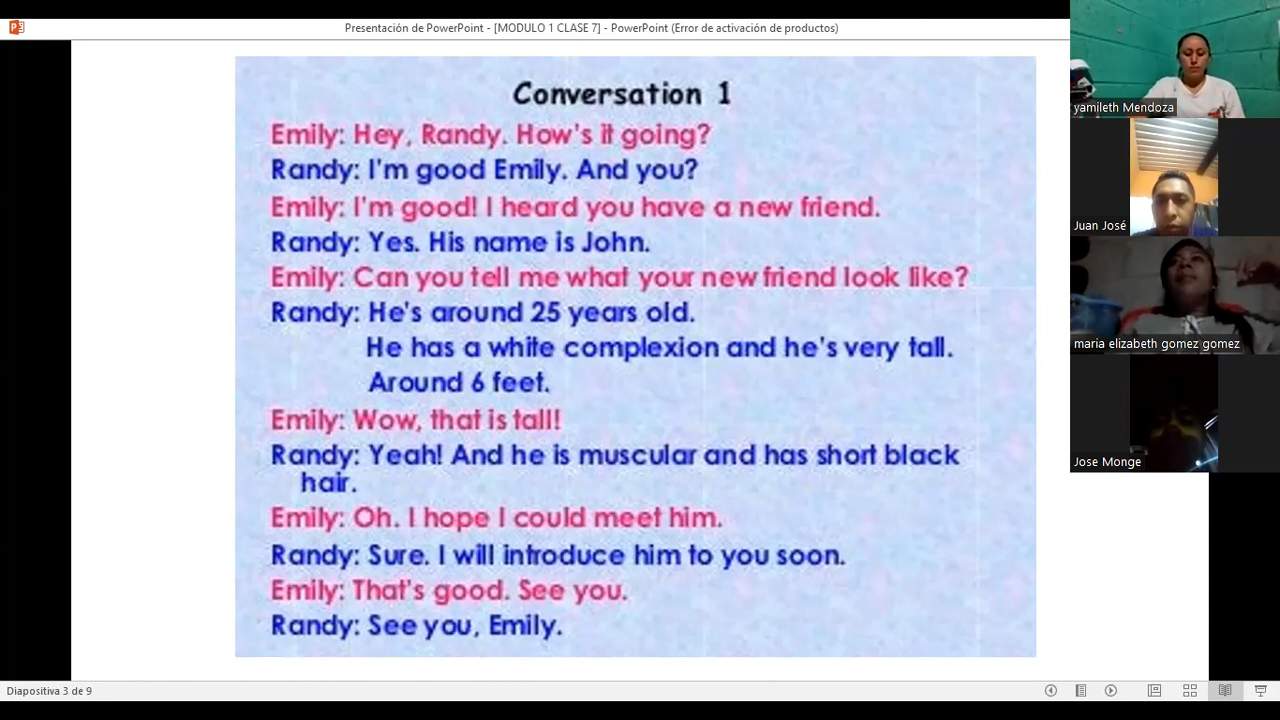 Presentación de PowerPoint - [MODULO 1 CLASE 7] - PowerPoint (Error de activación de productos)
Conversation 1
Emily: Hey, Randy. How's it going?
Randy: I'm good Emily. And you?
Emily: I'm good! I heard you have a new friend.
Randy: Yes. His name is John.
Emily: Can you tell me what your new friend look like?
Randy: He's around 25 years old.
He has a white complexion and he's very tall.
Around 6 feet.
Emily: Wow, that is tall!
Randy: Yeah! And he is muscular and has short black
hair.
Emily: Oh. I hope I could meet him.
Randy: Sure. I will introduce him to you soon.
Emily: That's good. See you.
Randy: See you, Emily.
yamileth Mendoza
Juan José
maria elizabeth gomez gomez
Jose Monge
Diapositiva 3 de 9